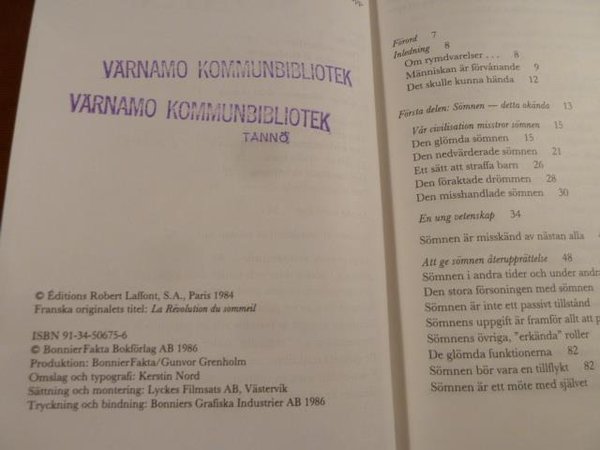 VÄRNAMO KOMMUNBIBLIOTEK
VÄRNAMO KOMMUNBIBLIOTEK
TÅNNÖ
© Éditions Robert Laffont, S.A., Paris 1984
Franska originalets titel: La Révolution du sommeil
ISBN 91-34-50675-6
© BonnierFakta Bokförlag AB 1986
Produktion: BonnierFakta/Gunvor Grenholm
Omslag och typografi: Kerstin Nord
Sättning och montering: Lyckes Filmsats AB, Västervik
Tryckning och bindning: Bonniers Grafiska Industrier AB 1986
Förord 7
Inledning 8
Om rymdvarelser . . . 8
Människan är förvånande 9
Det skulle kunna hända 12
Första delen: Sömnen — detta okända 13
Vår civilisation misstror sömnen 15
Den glömda sömnen 15
Den nedvärderade sömnen 21
Ett sätt att straffa barn 26
Den föraktade drömmen 28
Den misshandlade sömnen 30
En ung vetenskap 34
Sömnen är misskänd av nästan alla
Att ge sömnen återupprättelse 48
Sömnen i andra tider och under andra
Den stora försoningen med sömnen
Sömnen är inte ett passivt tillstånd
Sömnens uppgift är framför allt att
Sömnens övriga, "erkända" roller
De glömda funktionerna 82
Sömnen bör vara en tillflykt 82
Sömnen är ett möte med självet